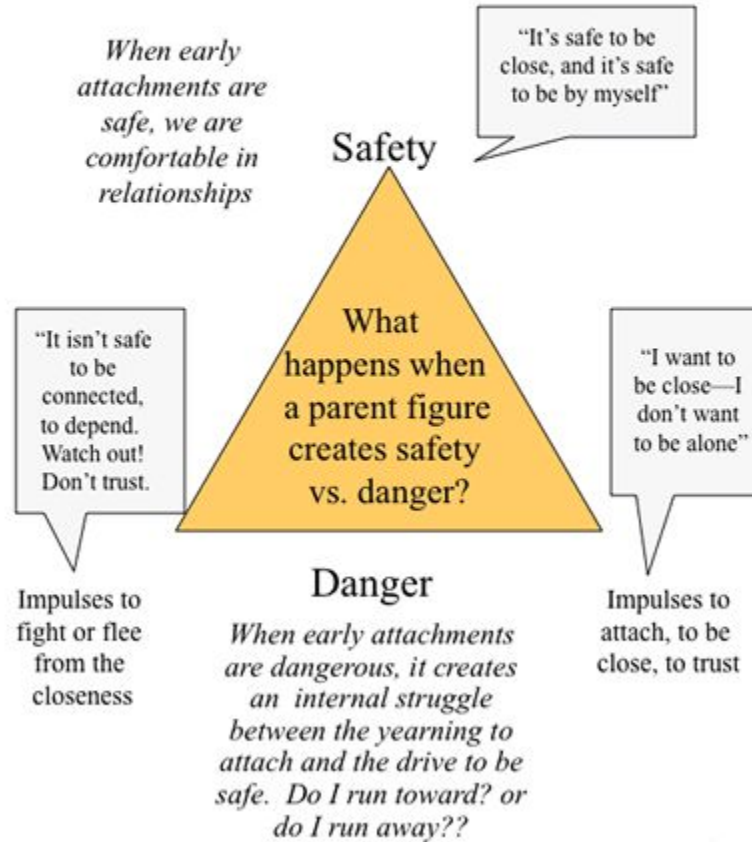 When early
attachments are
safe, we are
comfortable in
relationships
“It’s safe to be
close, and it’s safe
to be by myself”
Safety
“It isn’t safe
to be
connected,
to depend.
Watch out!
Don’t trust.
What
happens when
a parent figure
creates safety
vs. danger?
“I want to
be close—I
don’t want
to be alone”
Impulses to
fight or flee
from the
closeness
Danger
When early attachments
are dangerous, it creates
an internal struggle
between the yearning to
attach and the drive to be
safe. Do I run toward? or
do I run away??
Impulses to
attach, to be
close, to trust